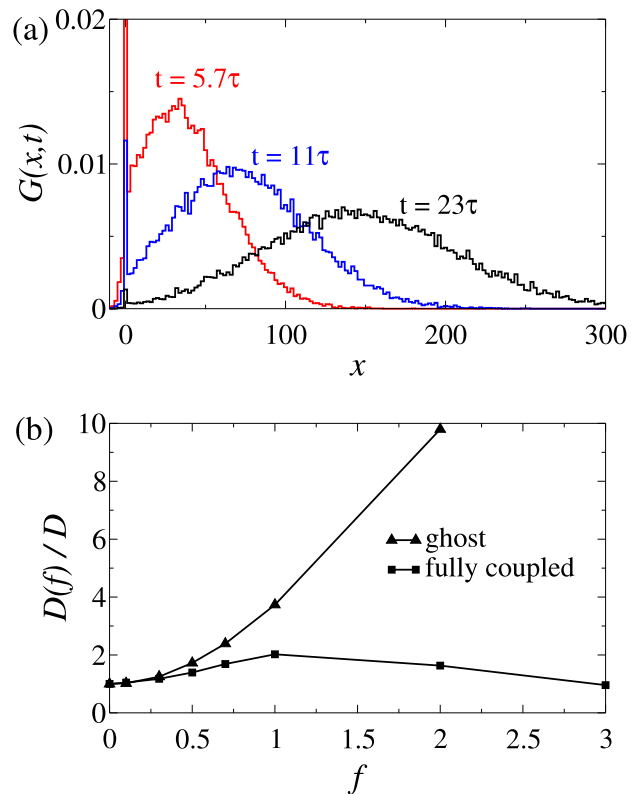 (a)
0.02
0.01
0
G(x,t)
t = 5.7τ
t = 11τ
t = 23τ
0 100 200 300
x
(b)
10
8
6
4
2
0
D(f) / D
ghost
fully coupled
0 0.5 1 1.5 2 2.5 3
f